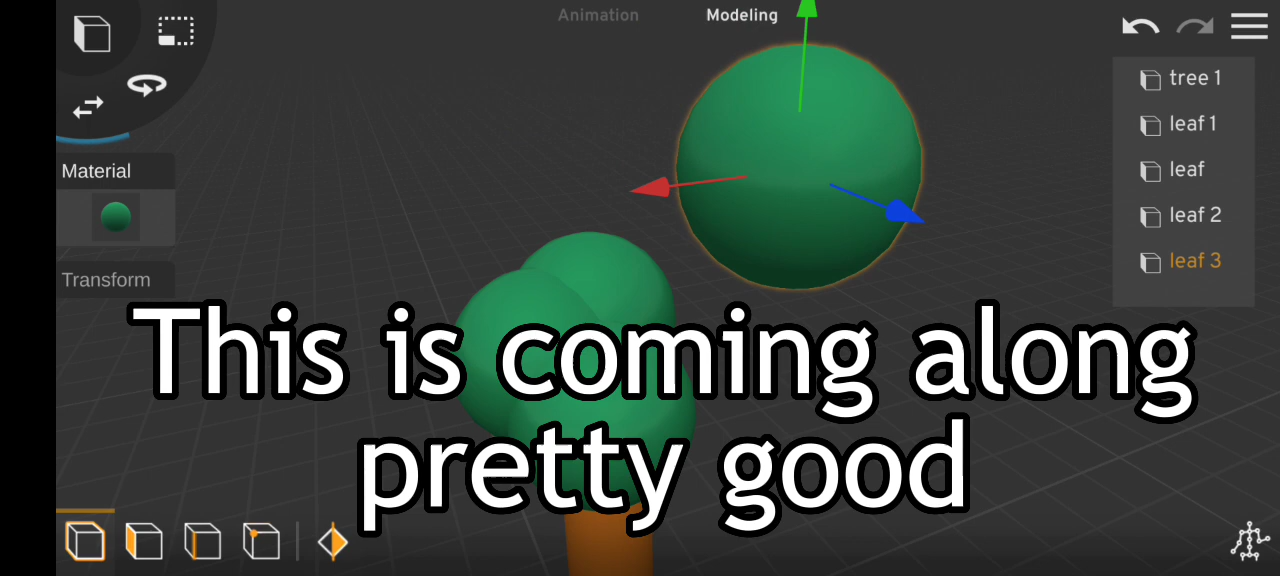 Animation
Modeling
tree 1
leaf 1
leaf
leaf 2
leaf 3
Material
Transform
This is coming along
pretty good